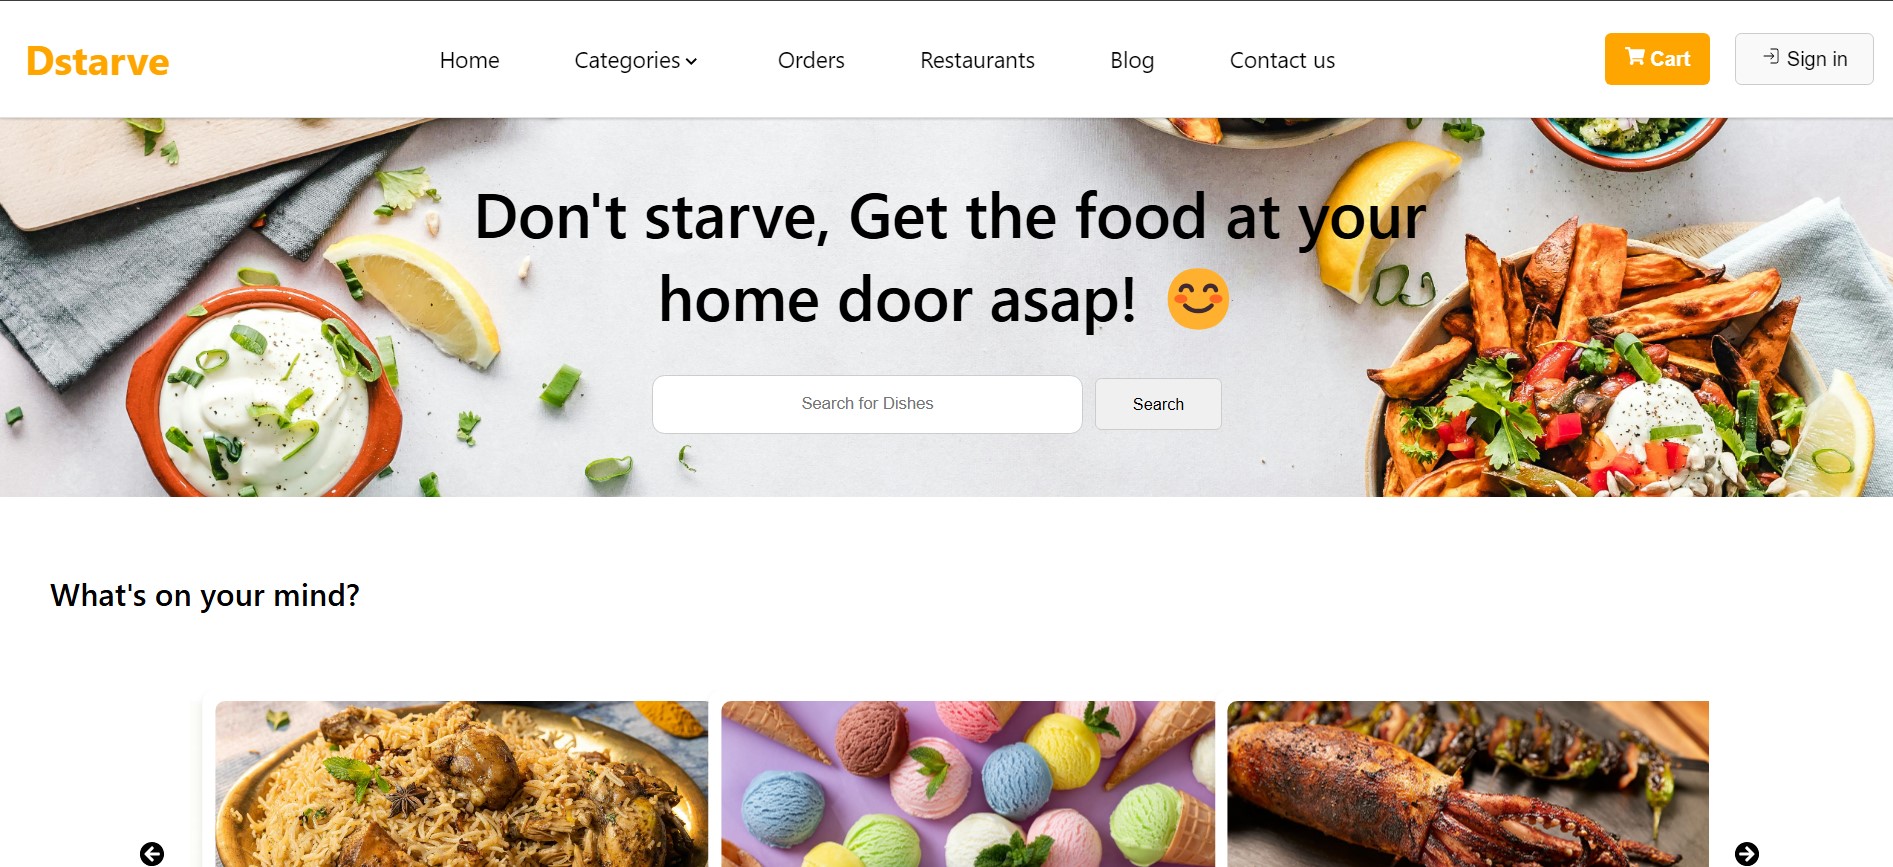 Dstarve
Home
Categories
Orders
Restaurants
Blog
Contact us
Cart
Sign in
Don't starve, Get the food at your
home door asap! 😊
Search for Dishes
Search
What's on your mind?